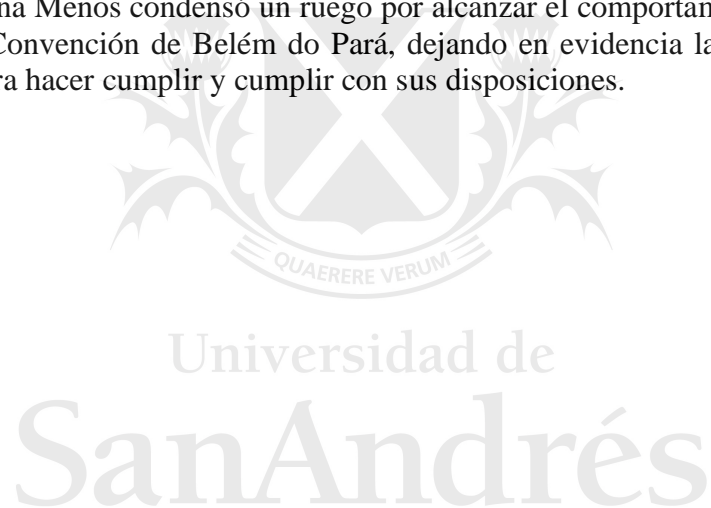 na Menos condensó un ruego por alcanzar el comportan
Convención de Belém do Pará, dejando en evidencia la
ra hacer cumplir y cumplir con sus disposiciones.
QUAERERE VERUM
Universidad de
SanAndrés